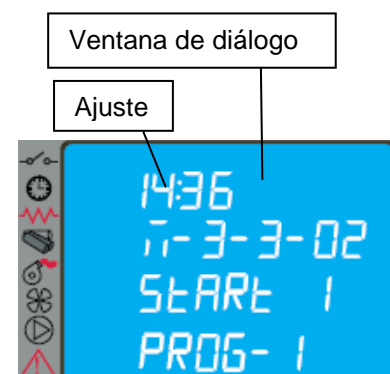 Ventana de diálogo
Ajuste
14:36
n-3-3-02
StARt 1
PROG- 1